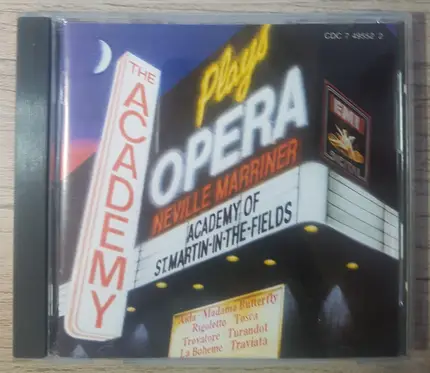 CDC 7 49552 2
THE
ACADEMY
Plays
OPERA
NEVILLE MARRINER
ACADEMY OF
ST. MARTIN-IN-THE-FIELDS
EMI
DIGITAL
Aida Madama Butterfly
Rigoletto Tosca
Trovatore Turandot
La Boheme Traviata